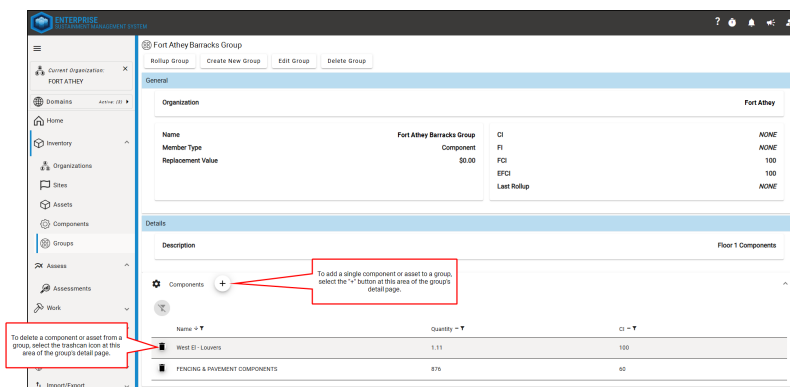 ENTERPRISE
SUSTAINMENT MANAGEMENT SYSTEM
?
Current Organization:
×
FORT ATHEY
Domains
Active: (0)
Home
Inventory
Organizations
Sites
Assets
Components
Groups
Assess
Assessments
Work
Import/Export
Fort Athey Barracks Group
Rollup Group
Create New Group
Edit Group
Delete Group
General
Organization Fort Athey
Name Fort Athey Barracks Group
Member Type Component
Replacement Value $0.00
CI NONE
FI NONE
FCI 100
EFCI 100
Last Rollup NONE
Details
Description Floor 1 Components
Components +
To add a single component or asset to a group,
select the "+" button at this area of the group's
detail page.
Name Quantity CI
West El - Louvers 1.11 100
FENCING & PAVEMENT COMPONENTS 876 60
To delete a component or asset from a
group, select the trashcan icon at this
area of the group's detail page.